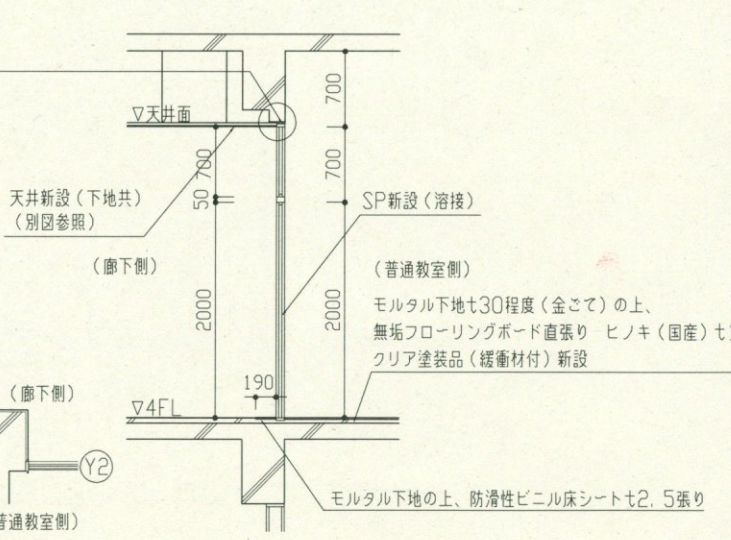 700
▽天井面
700
700
50
天井新設（下地共）
（別図参照）
SP新設（溶接）
（廊下側）
（普通教室側）
モルタル下地t30程度（金ごて）の上、
無垢フローリングボード直張り ヒノキ（国産）t
クリア塗装品（緩衝材付）新設
2000
2000
190
（廊下側）
▽4FL
Y2
普通教室側）
モルタル下地の上、防滑性ビニル床シートt2.5張り